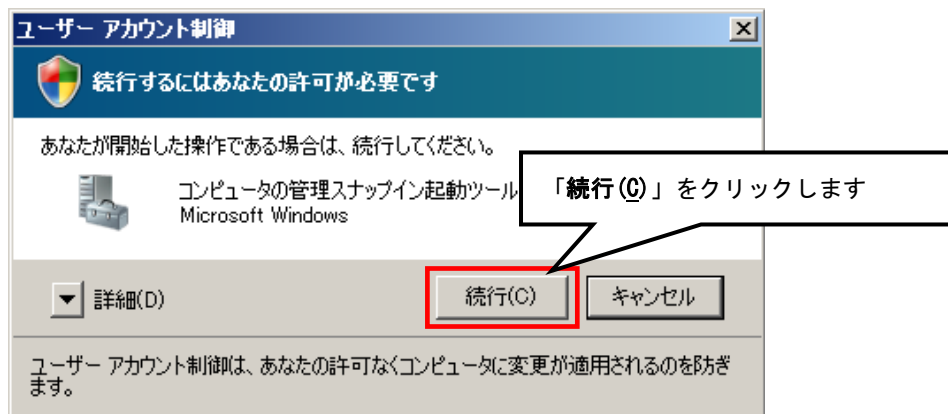 ユーザー アカウント制御
続行するにはあなたの許可が必要です
あなたが開始した操作である場合は、続行してください。
コンピュータの管理スナップイン起動ツール
Microsoft Windows
「続行(C)」をクリックします
詳細(D)
続行(C)
キャンセル
ユーザー アカウント制御は、あなたの許可なくコンピュータに変更が適用されるのを防ぎ
ます。